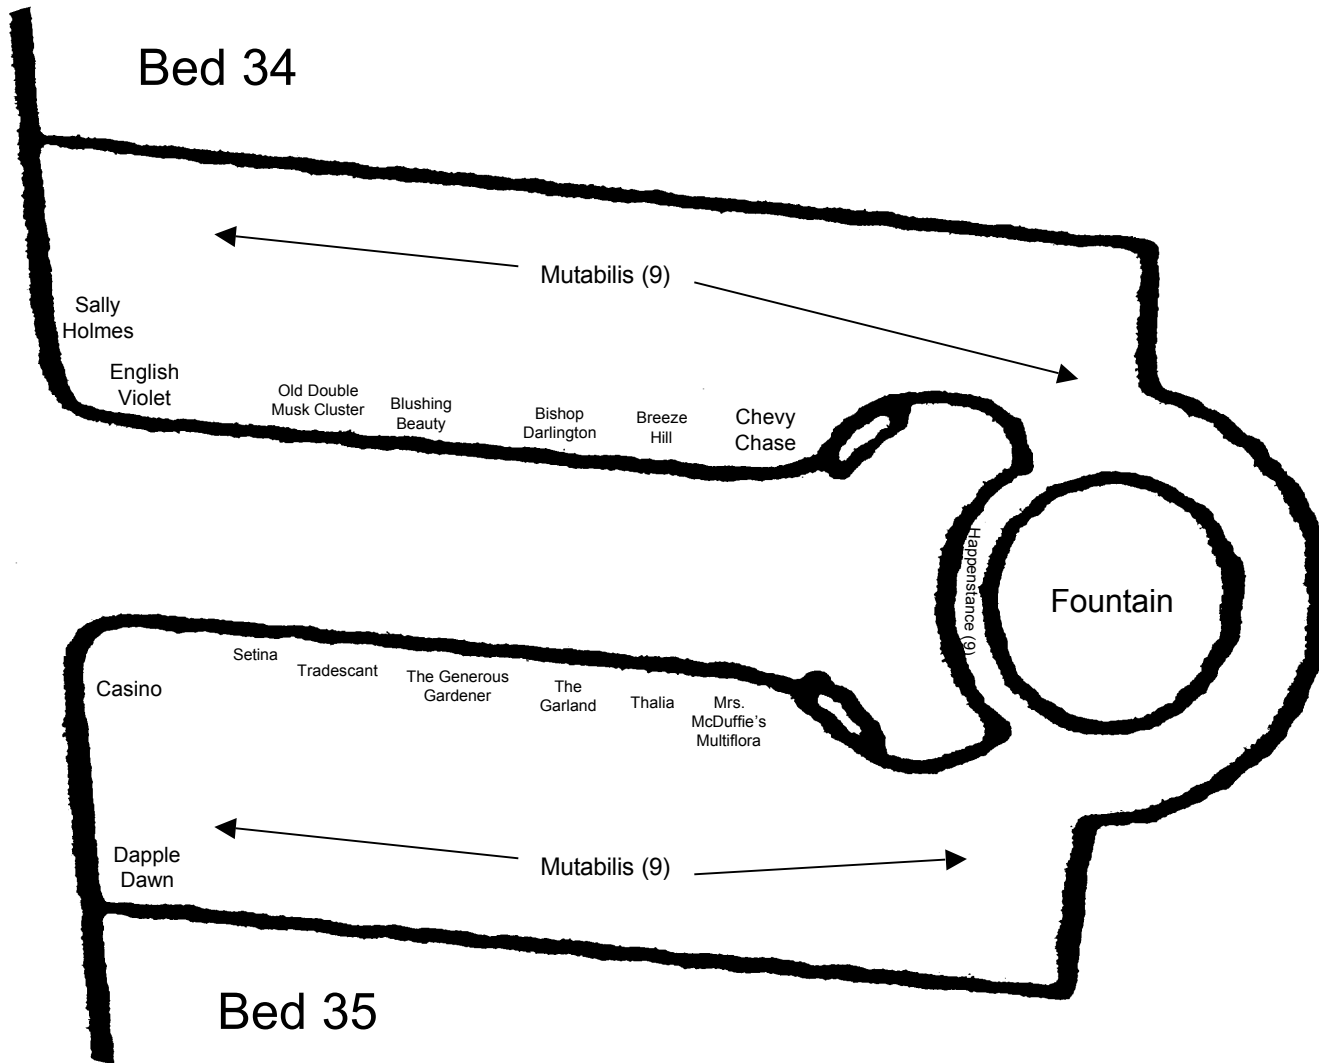 Bed 34
Mutabilis (9)
Sally
Holmes
English
Violet
Old Double
Musk Cluster
Blushing
Beauty
Bishop
Darlington
Breeze
Hill
Chevy
Chase
Happenstance (9)
Fountain
Setina
Tradescant
The Generous
Gardener
The
Garland
Thalia
Mrs.
McDuffie’s
Multiflora
Casino
Dapple
Dawn
Mutabilis (9)
Bed 35